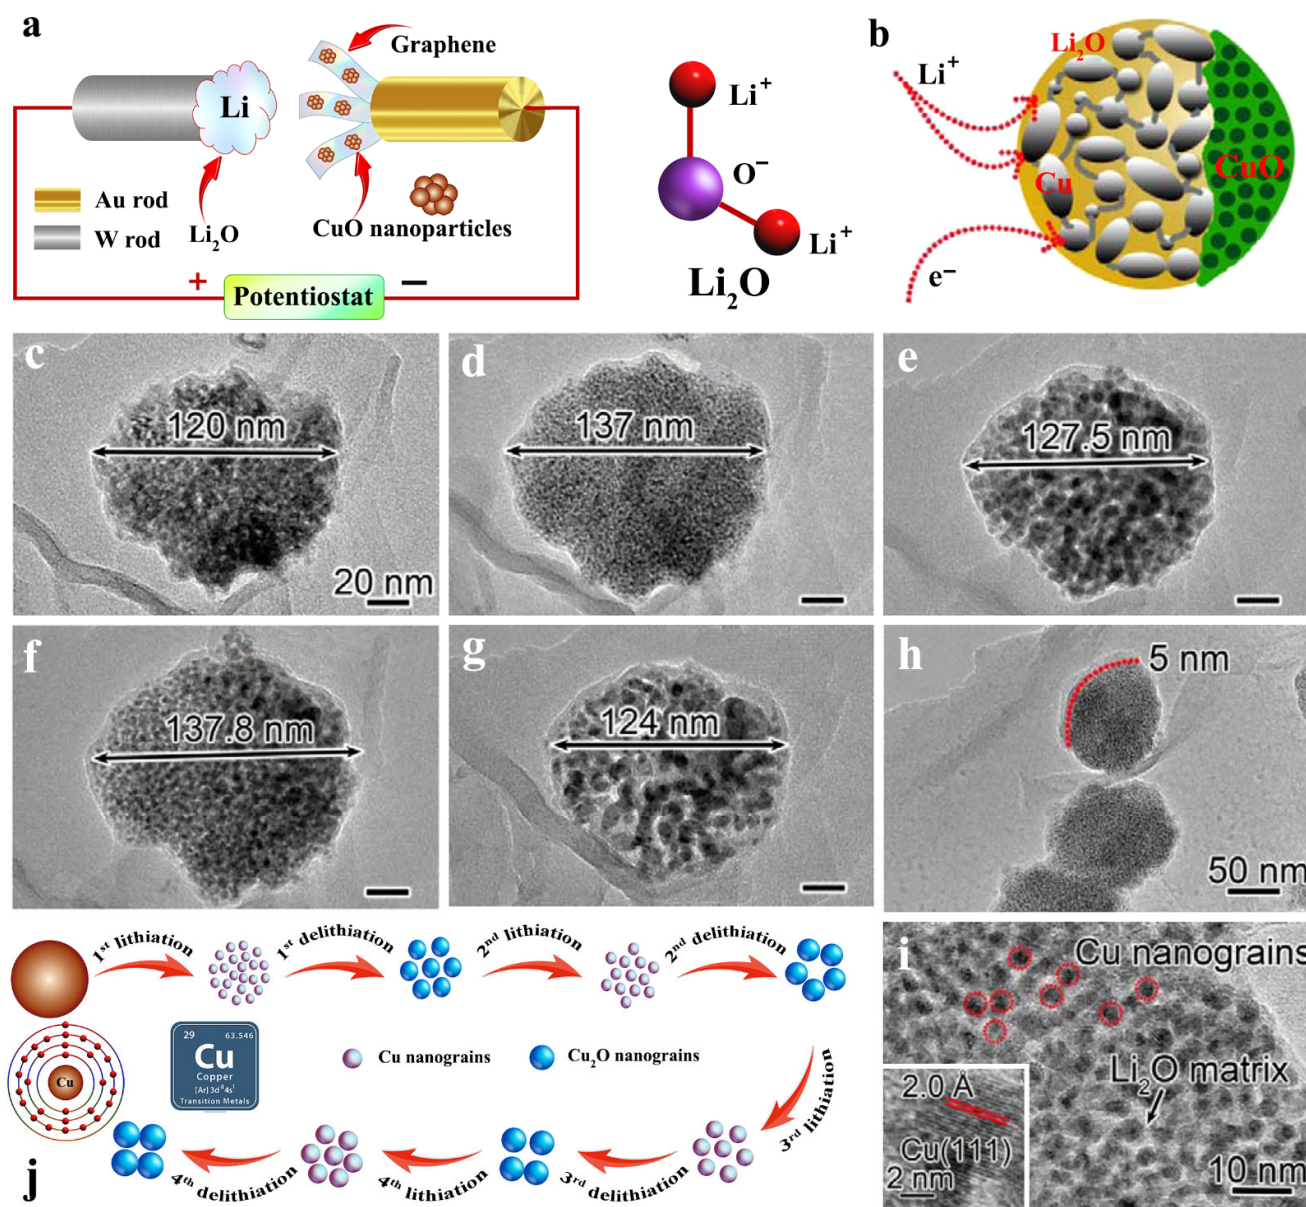 a
Graphene
Li
Au rod
W rod
Li₂O
CuO nanoparticles
+
−
Potentiostat
Li⁺
O⁻
Li⁺
Li₂O
b
Li⁺
Li₂O
Cu
CuO
e⁻
c
120 nm
20 nm
d
137 nm
e
127.5 nm
f
137.8 nm
g
124 nm
h
5 nm
50 nm
1st lithiation
1st delithiation
2nd lithiation
2nd delithiation
3rd lithiation
3rd delithiation
4th lithiation
4th delithiation
Cu
29 63.546
Cu
Copper
[Ar] 3d¹⁰4s¹
Transition Metals
Cu nanograins
Cu₂O nanograins
j
i
Cu nanograins
Li₂O matrix
2.0 Å
Cu(111)
2 nm
10 nm